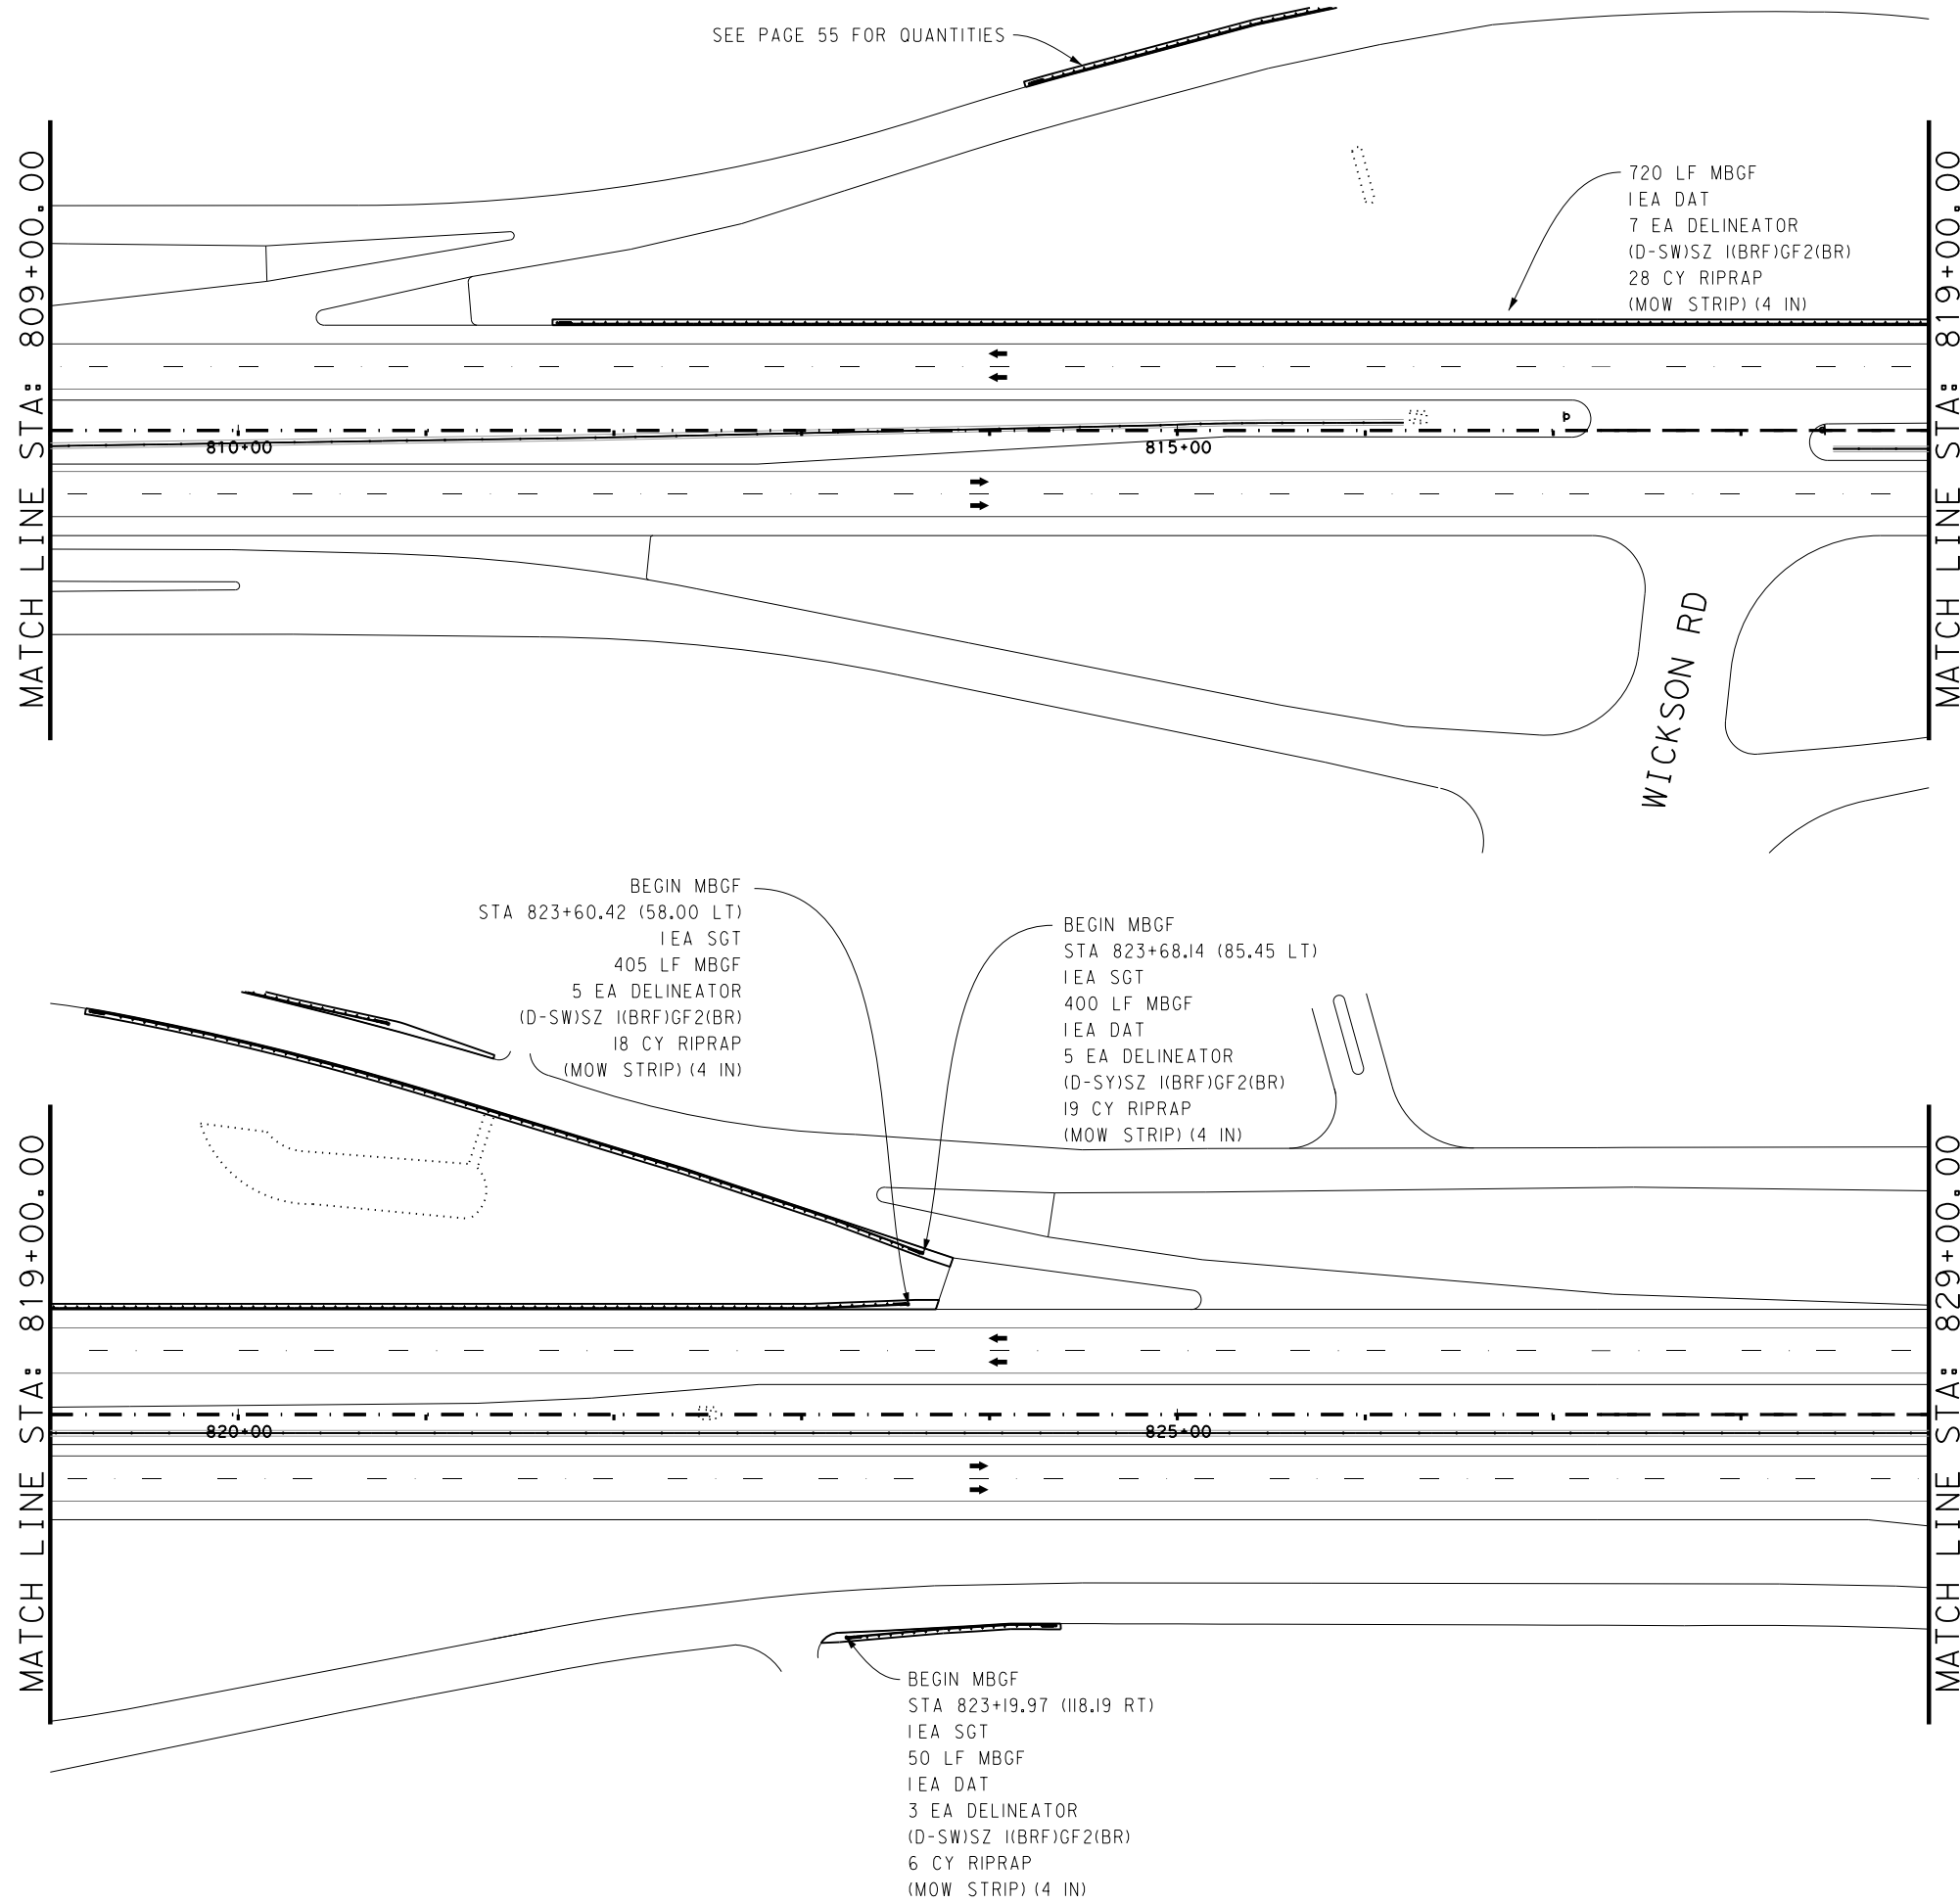 SEE PAGE 55 FOR QUANTITIES
720 LF MBGF
1 EA DAT
7 EA DELINEATOR
(D-SW)SZ 1(BRF)GF2(BR)
28 CY RIPRAP
(MOW STRIP)(4 IN)
MATCH LINE STA: 809+00.00
MATCH LINE STA: 819+00.00
810+00
815+00
WICKSON RD
BEGIN MBGF
STA 823+60.42 (58.00 LT)
1 EA SGT
405 LF MBGF
5 EA DELINEATOR
(D-SW)SZ 1(BRF)GF2(BR)
18 CY RIPRAP
(MOW STRIP)(4 IN)
BEGIN MBGF
STA 823+68.14 (85.45 LT)
1 EA SGT
400 LF MBGF
1 EA DAT
5 EA DELINEATOR
(D-SY)SZ 1(BRF)GF2(BR)
19 CY RIPRAP
(MOW STRIP)(4 IN)
MATCH LINE STA: 819+00.00
MATCH LINE STA: 829+00.00
820+00
825+00
BEGIN MBGF
STA 823+19.97 (118.19 RT)
1 EA SGT
50 LF MBGF
1 EA DAT
3 EA DELINEATOR
(D-SW)SZ 1(BRF)GF2(BR)
6 CY RIPRAP
(MOW STRIP)(4 IN)